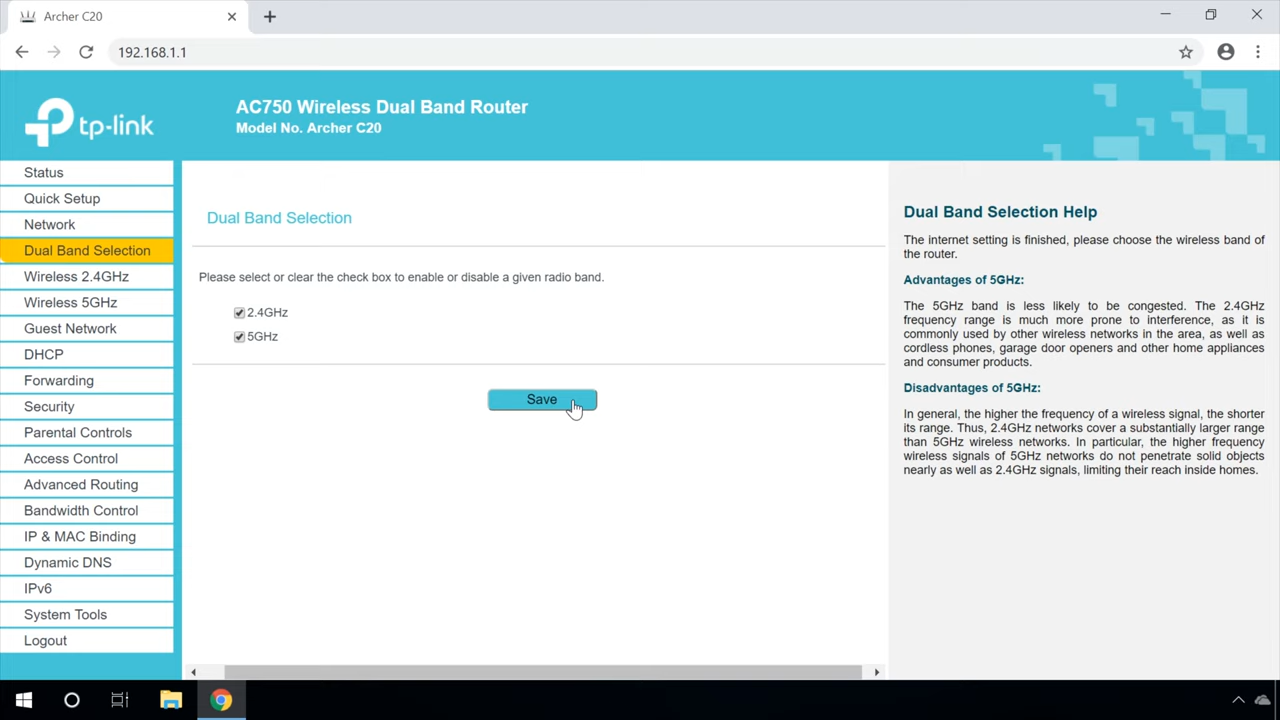 Archer C20
192.168.1.1
tp-link
AC750 Wireless Dual Band Router
Model No. Archer C20
Status
Quick Setup
Network
Dual Band Selection
Wireless 2.4GHz
Wireless 5GHz
Guest Network
DHCP
Forwarding
Security
Parental Controls
Access Control
Advanced Routing
Bandwidth Control
IP & MAC Binding
Dynamic DNS
IPv6
System Tools
Logout
Dual Band Selection
Please select or clear the check box to enable or disable a given radio band.
2.4GHz
5GHz
Save
Dual Band Selection Help
The internet setting is finished, please choose the wireless band of
the router.
Advantages of 5GHz:
The 5GHz band is less likely to be congested. The 2.4GHz
frequency range is much more prone to interference, as it is
commonly used by other wireless networks in the area, as well as
cordless phones, garage door openers and other home appliances
and consumer products.
Disadvantages of 5GHz:
In general, the higher the frequency of a wireless signal, the shorter
its range. Thus, 2.4GHz networks cover a substantially larger range
than 5GHz wireless networks. In particular, the higher frequency
wireless signals of 5GHz networks do not penetrate solid objects
nearly as well as 2.4GHz signals, limiting their reach inside homes.